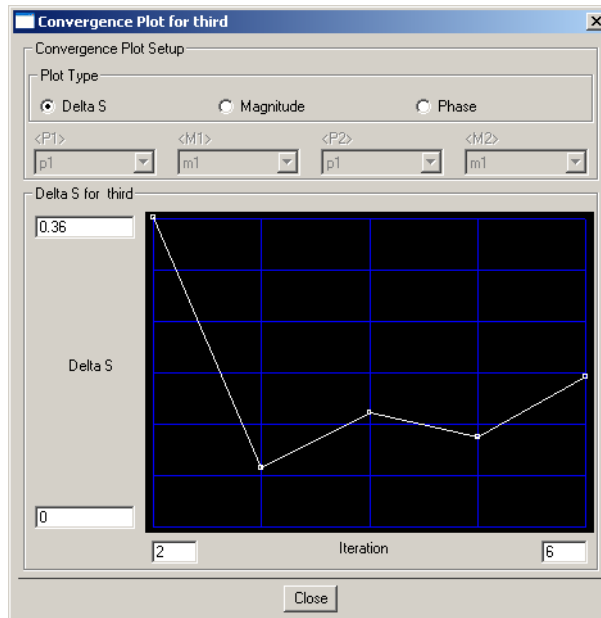 Convergence Plot for third
Convergence Plot Setup
Plot Type
Delta S Magnitude Phase
<P1> <M1> <P2> <M2>
p1 m1 p1 m1
Delta S for third
0.36
Delta S
0
2 Iteration 6
Close